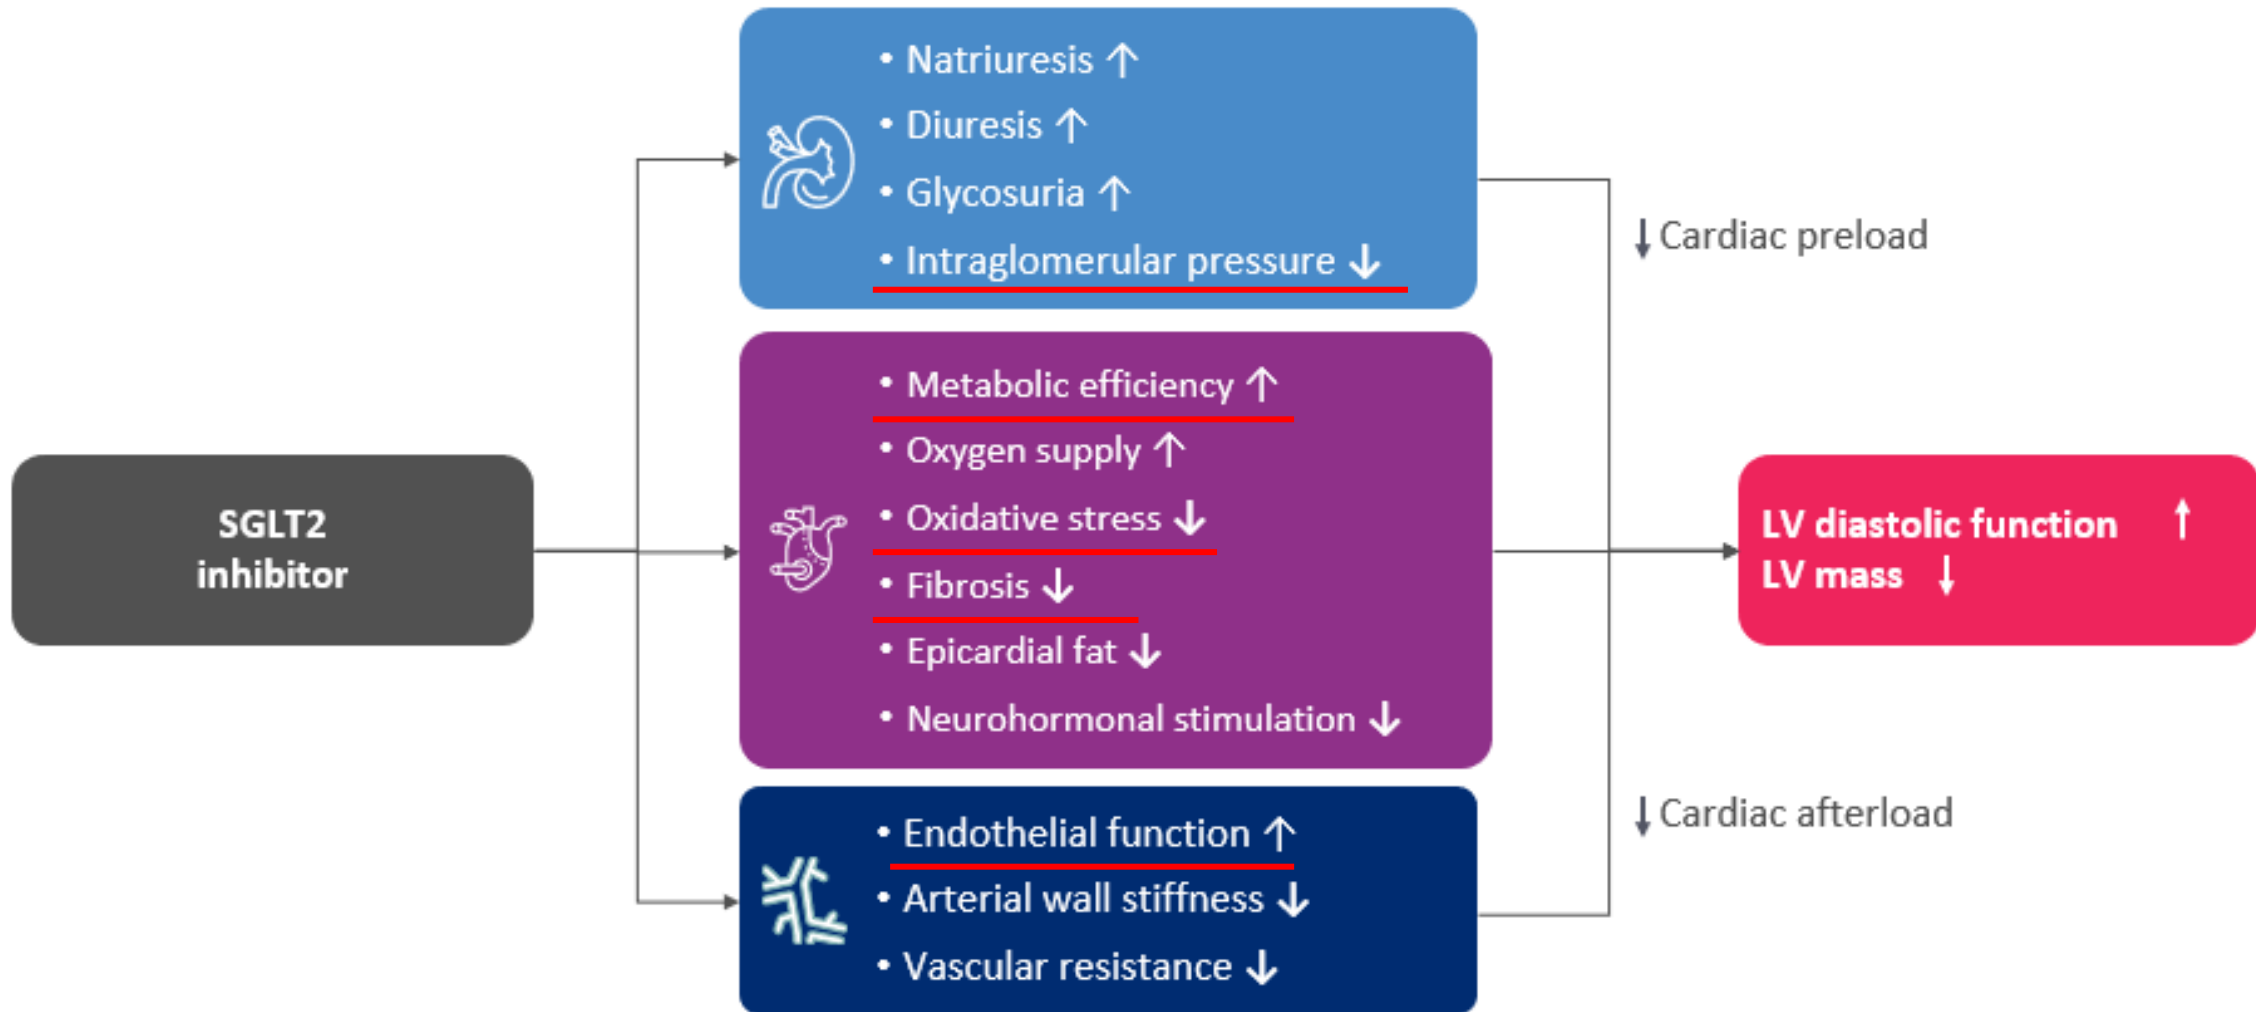 • Natriuresis ↑
• Diuresis ↑
• Glycosuria ↑
• Intraglomerular pressure ↓
↓ Cardiac preload
• Metabolic efficiency ↑
• Oxygen supply ↑
• Oxidative stress ↓
• Fibrosis ↓
• Epicardial fat ↓
• Neurohormonal stimulation ↓
SGLT2
inhibitor
LV diastolic function ↑
LV mass ↓
• Endothelial function ↑
• Arterial wall stiffness ↓
• Vascular resistance ↓
↓ Cardiac afterload